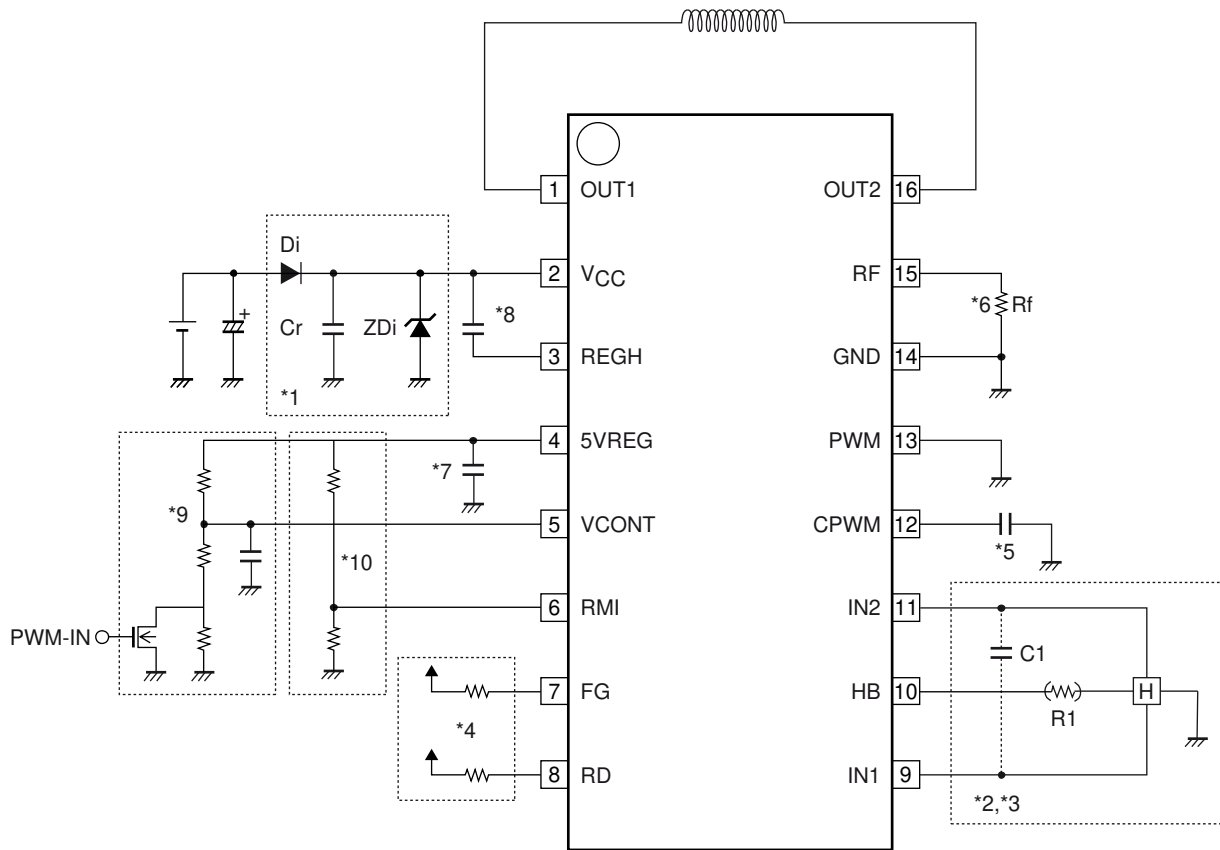 1 OUT1 OUT2 16
Di
2 VCC RF 15
+ *8 *6 Rf
Cr ZDi
3 REGH GND 14
*1
4 5VREG PWM 13
*7
*9
5 VCONT CPWM 12
*10 *5
6 RMI IN2 11
PWM-IN C1
7 FG HB 10 H
*4 R1
8 RD IN1 9
*2,*3